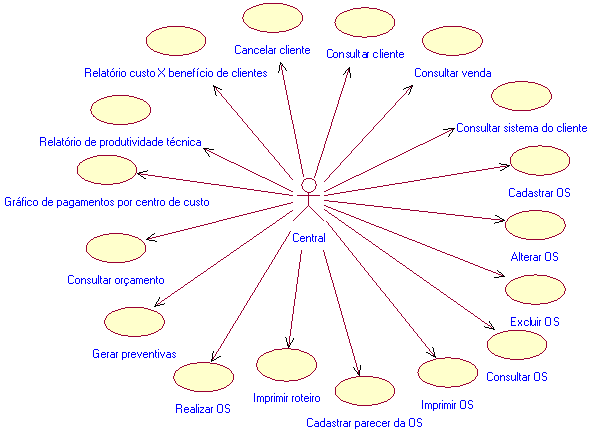 Cancelar cliente
Consultar cliente
Relatório custo X benefício de clientes
Consultar venda
Consultar sistema do cliente
Relatório de produtividade técnica
Cadastrar OS
Gráfico de pagamentos por centro de custo
Central
Alterar OS
Consultar orçamento
Excluir OS
Gerar preventivas
Consultar OS
Imprimir roteiro
Imprimir OS
Realizar OS
Cadastrar parecer da OS